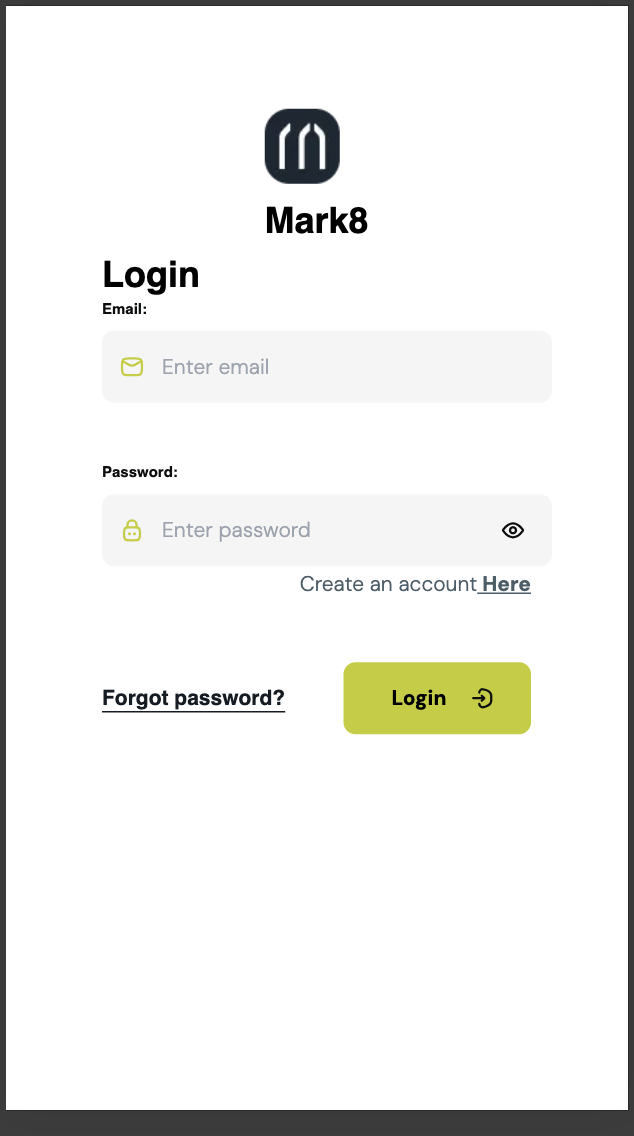 Mark8
Login
Email:
Enter email
Password:
Enter password
Create an account Here
Forgot password?
Login